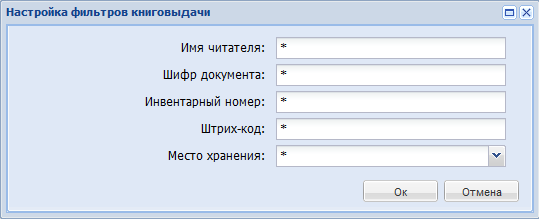 Настройка фильтров книговыдачи
Имя читателя: *
Шифр документа: *
Инвентарный номер: *
Штрих-код: *
Место хранения: *
Ок Отмена